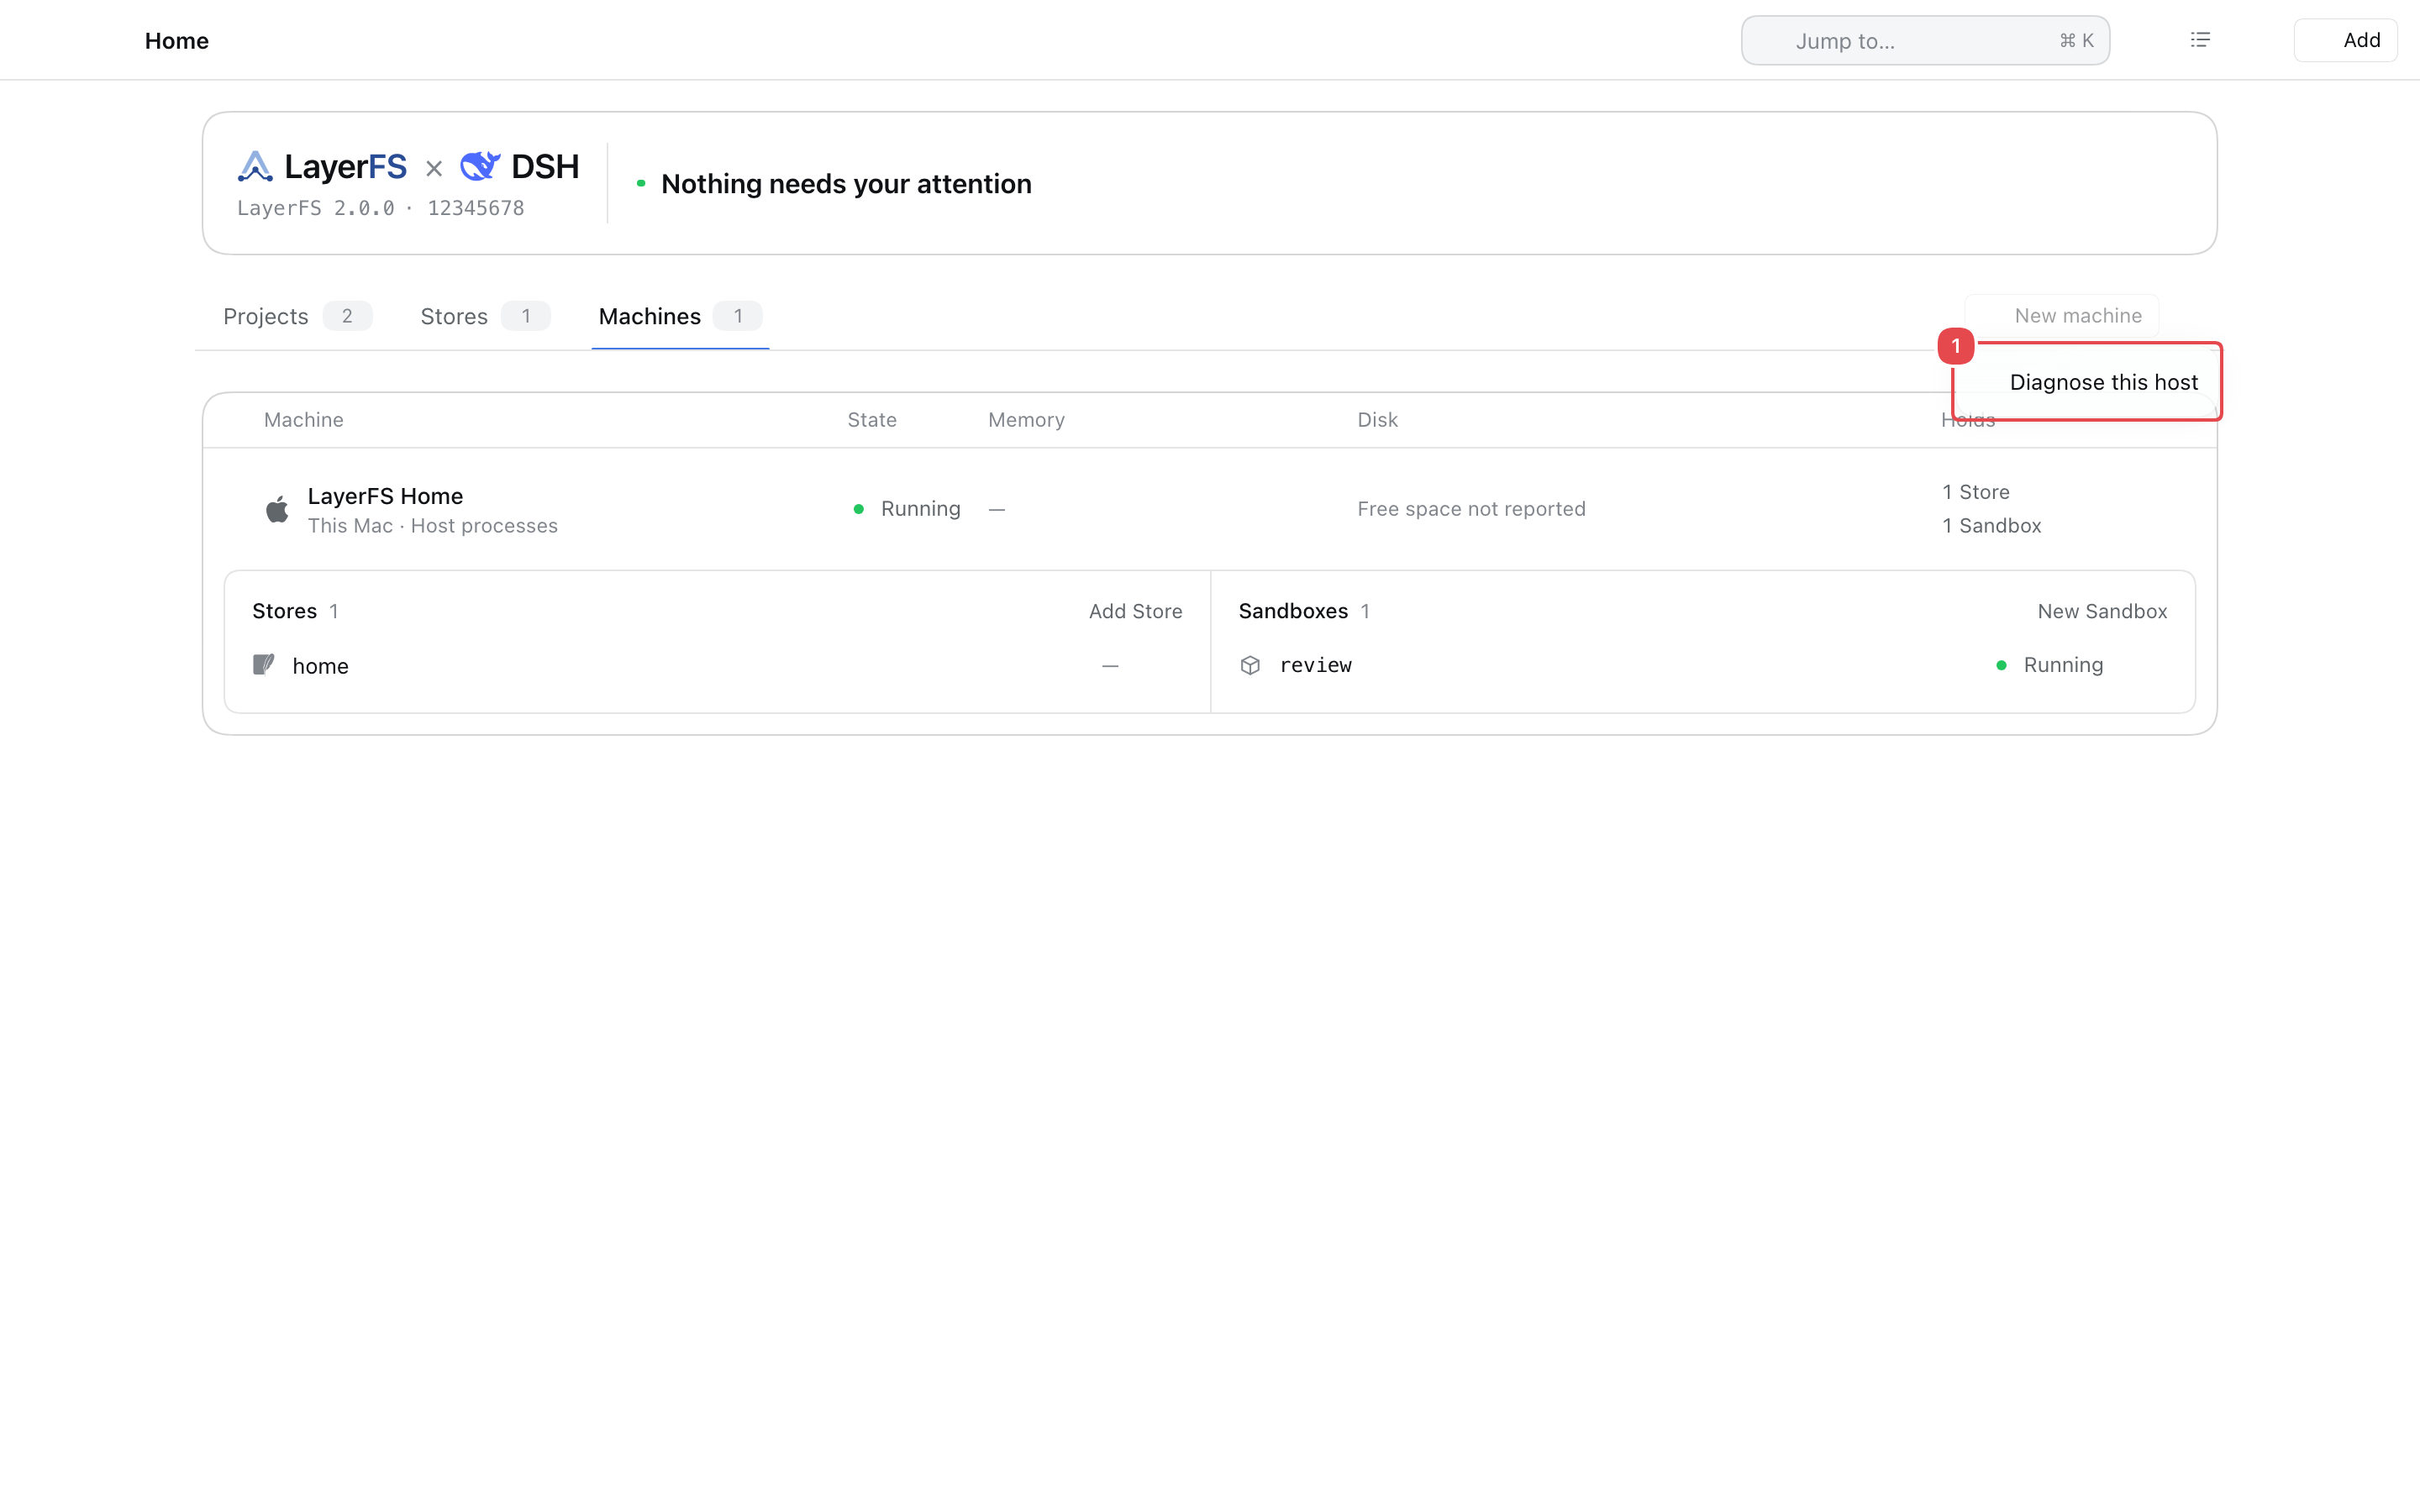 Home
Jump to...
⌘ K
Add
LayerFS × DSH
LayerFS 2.0.0 · 12345678
Nothing needs your attention
Projects 2
Stores 1
Machines 1
New machine
1
Diagnose this host
Machine
State
Memory
Disk
Holds
LayerFS Home
This Mac · Host processes
Running
—
Free space not reported
1 Store
1 Sandbox
Stores 1
Add Store
home
—
Sandboxes 1
New Sandbox
review
Running